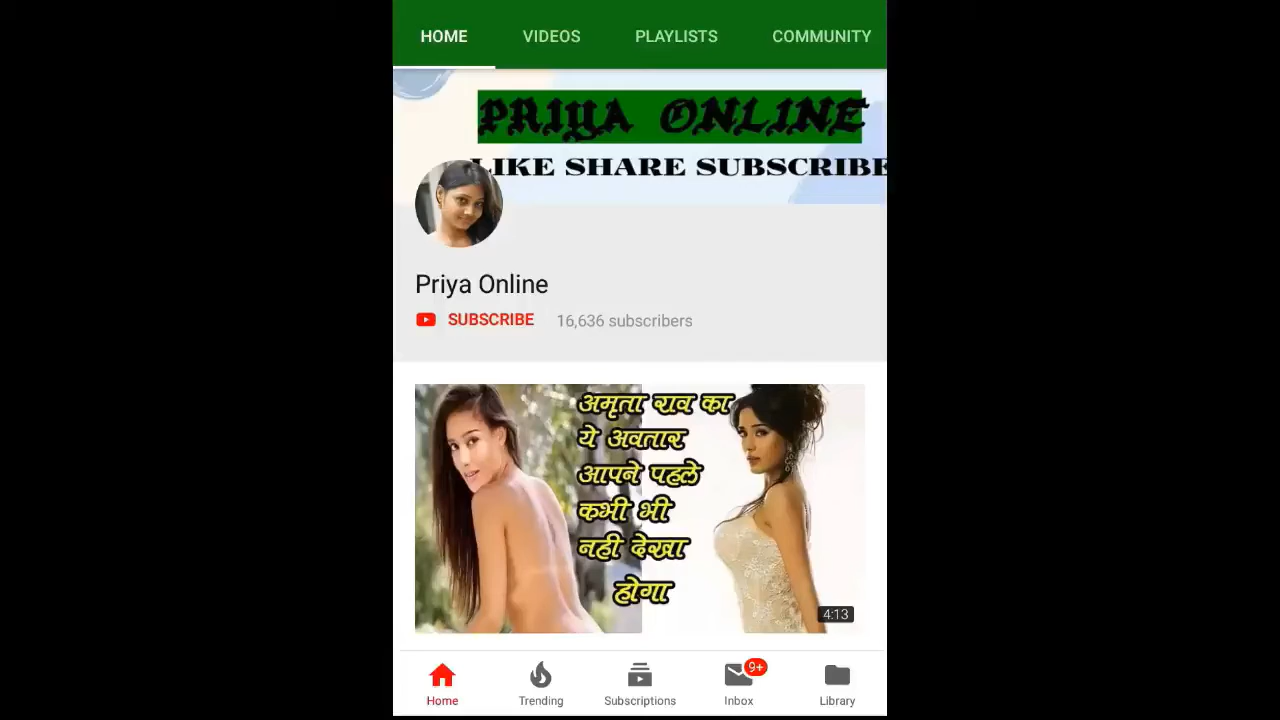 HOME VIDEOS PLAYLISTS COMMUNITY
PRIYA ONLINE
LIKE SHARE SUBSCRIBE
Priya Online
SUBSCRIBE 16,636 subscribers
अमृता राव का
ये अवतार
आपने पहले
कभी भी
नही देखा
होगा
4:13
9+
Home Trending Subscriptions Inbox Library